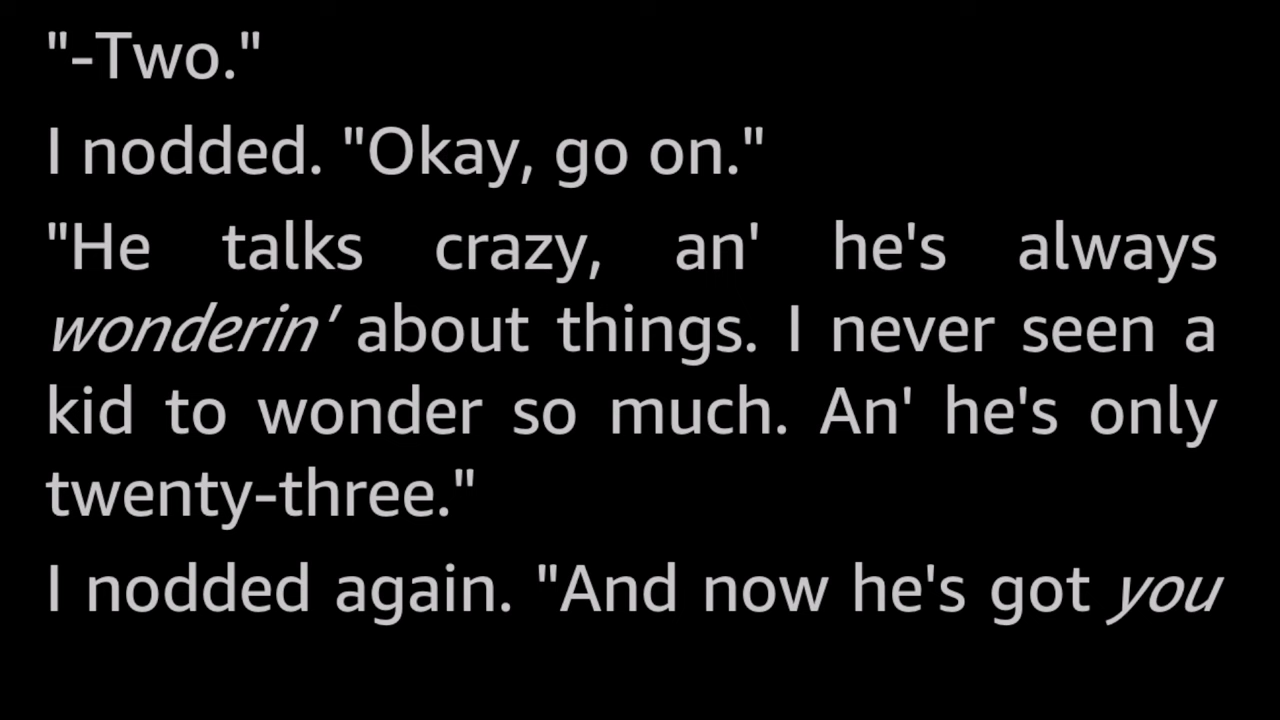 "-Two."
I nodded. "Okay, go on."
"He talks crazy, an' he's always
wonderin’ about things. I never seen a
kid to wonder so much. An' he's only
twenty-three."
I nodded again. "And now he's got you